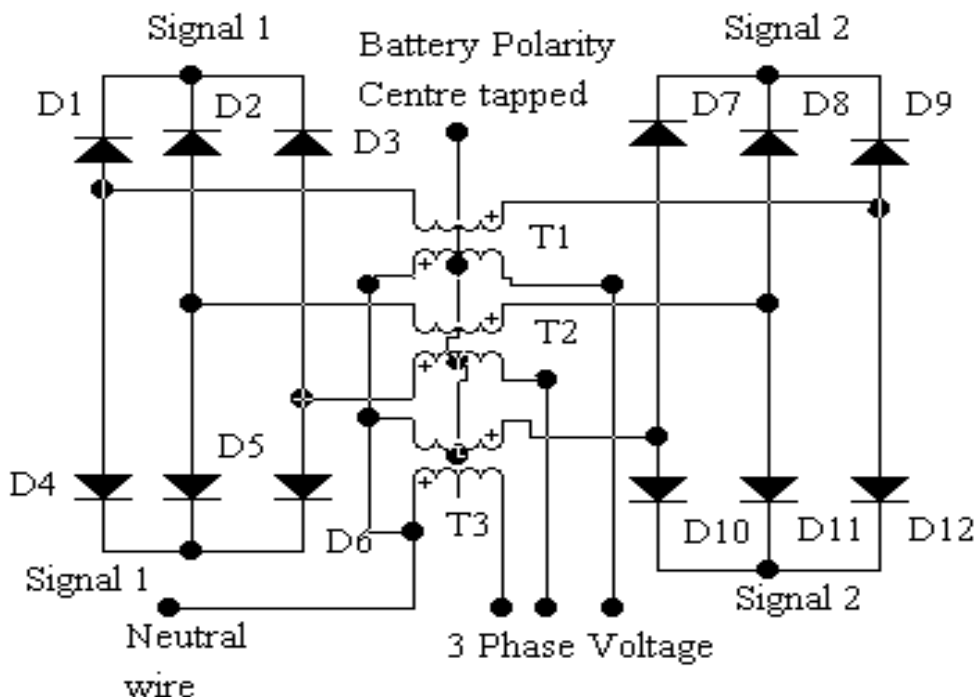 Signal 1
Battery Polarity
Centre tapped
Signal 2
D1
D2
D3
D7
D8
D9
+
T1
+
+
T2
+
+
+
T3
D4
D5
D6
D10
D11
D12
Signal 1
Signal 2
Neutral
wire
3 Phase Voltage